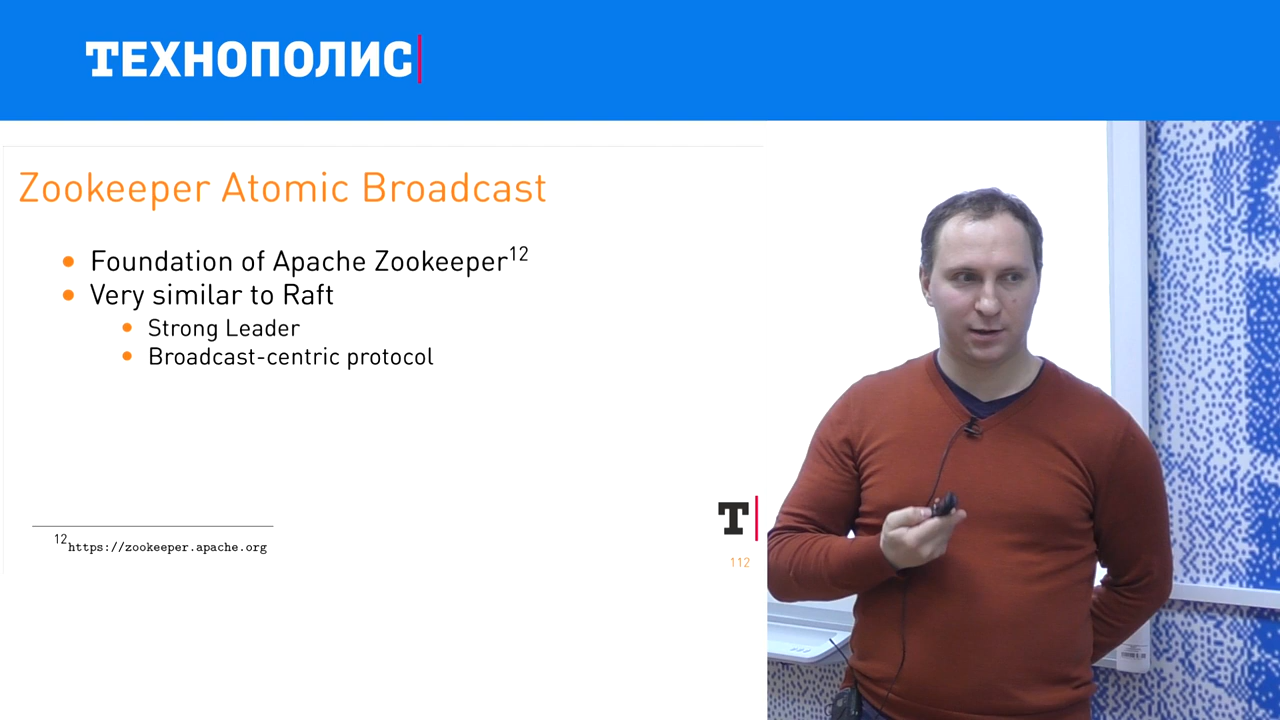 ТЕХНОПОЛИС
Zookeeper Atomic Broadcast
• Foundation of Apache Zookeeper¹²
• Very similar to Raft
• Strong Leader
• Broadcast-centric protocol
¹²https://zookeeper.apache.org
T
112